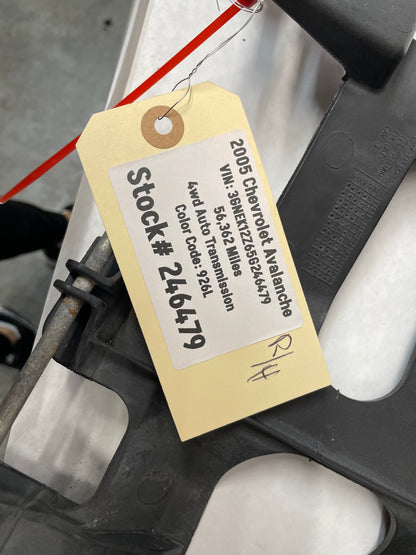 2005 Chevrolet Avalanche
VIN: 3GNEK12Z65G246479
56,362 Miles
4wd Auto Transmission
Color Code: 926L
Stock# 246479
R/H